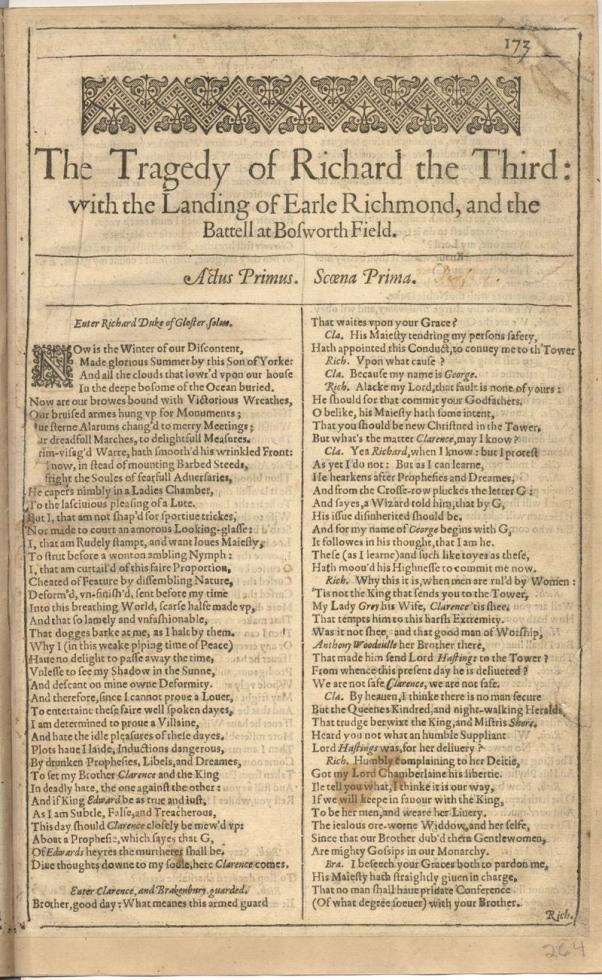 173
The Tragedy of Richard the Third:
with the Landing of Earle Richmond, and the
Battell at Bosworth Field.
Actus Primus. Scœna Prima.
Enter Richard Duke of Gloster, solus.
NOw is the Winter of our Discontent,
Made glorious Summer by this Son of Yorke:
And all the clouds that lowr'd vpon our house
In the deepe bosome of the Ocean buried.
Now are our browes bound with Victorious Wreathes,
Our bruised armes hung vp for Monuments;
ur sterne Alarums chang'd to merry Meetings;
ur dreadfull Marches, to delightfull Measures.
rim-visag'd Warre, hath smooth'd his wrinkled Front:
now, in stead of mounting Barbed Steeds,
fright the Soules of fearfull Aduersaries,
He capers nimbly in a Ladies Chamber,
To the lasciuious pleasing of a Lute.
But I, that am not shap'd for sportiue trickes,
Nor made to court an amorous Looking-glasse:
I, that am Rudely stampt, and want loues Maiesty,
To strut before a wonton ambling Nymph:
I, that am curtail'd of this faire Proportion,
Cheated of Feature by dissembling Nature,
Deform'd, vn-finish'd, sent before my time
Into this breathing World, scarse halfe made vp,
And that so lamely and vnfashionable,
That dogges barke at me, as I halt by them.
Why I (in this weake piping time of Peace)
Haue no delight to passe away the time,
Vnlesse to see my Shadow in the Sunne,
And descant on mine owne Deformity.
And therefore, since I cannot proue a Louer,
To entertaine these faire well spoken dayes,
I am determined to proue a Villaine,
And hate the idle pleasures of these dayes.
Plots haue I laide, Inductions dangerous,
By drunken Prophesies, Libels, and Dreames,
To set my Brother Clarence and the King
In deadly hate, the one against the other:
And if King Edward be as true and iust,
As I am Subtle, False, and Treacherous,
This day should Clarence closely be mew'd vp:
About a Prophesie, which sayes that G,
Of Edwards heyres the murtherer shall be.
Diue thoughts downe to my soule, here Clarence comes.
Enter Clarence, and Brakenbury, guarded.
Brother, good day: What meanes this armed guard
That waites vpon your Grace?
Cla. His Maiesty tendring my persons safety,
Hath appointed this Conduct, to conuey me to th'Tower
Rich. Vpon what cause?
Cla. Because my name is George.
Rich. Alacke my Lord, that fault is none of yours:
He should for that commit your Godfathers.
O belike, his Maiesty hath some intent,
That you should be new Christned in the Tower,
But what's the matter Clarence, may I know?
Cla. Yea Richard, when I know: but I protest
As yet I do not: But as I can learne,
He hearkens after Prophesies and Dreames,
And from the Crosse-row pluckes the letter G:
And sayes, a Wizard told him, that by G,
His issue disinherited should be.
And for my name of George begins with G,
It followes in his thought, that I am he.
These (as I learne) and such like toyes as these,
Hath moou'd his Highnesse to commit me now.
Rich. Why this it is, when men are rul'd by Women:
'Tis not the King that sends you to the Tower,
My Lady Grey his Wife, Clarence 'tis shee,
That tempts him to this harsh Extremity.
Was it not shee, and that good man of Worship,
Anthony Woodeulle her Brother there,
That made him send Lord Hastings to the Tower?
From whence this present day he is deliuered?
We are not safe Clarence, we are not safe.
Cla. By heauen, I thinke there is no man secure
But the Queenes Kindred, and night-walking Heralds,
That trudge betwixt the King, and Mistris Shore.
Heard you not what an humble Suppliant
Lord Hastings was, for her deliuery?
Rich. Humbly complaining to her Deitie,
Got my Lord Chamberlaine his libertie.
Ile tell you what, I thinke it is our way,
If we will keepe in fauour with the King,
To be her men, and weare her Liuery.
The iealous ore-worne Widdow, and her selfe,
Since that our Brother dub'd them Gentlewomen,
Are mighty Gossips in our Monarchy.
Bra. I beseech your Graces both to pardon me,
His Maiesty hath straightly giuen in charge,
That no man shall haue priuate Conference
(Of what degree soeuer) with your Brother.
Rich.
264